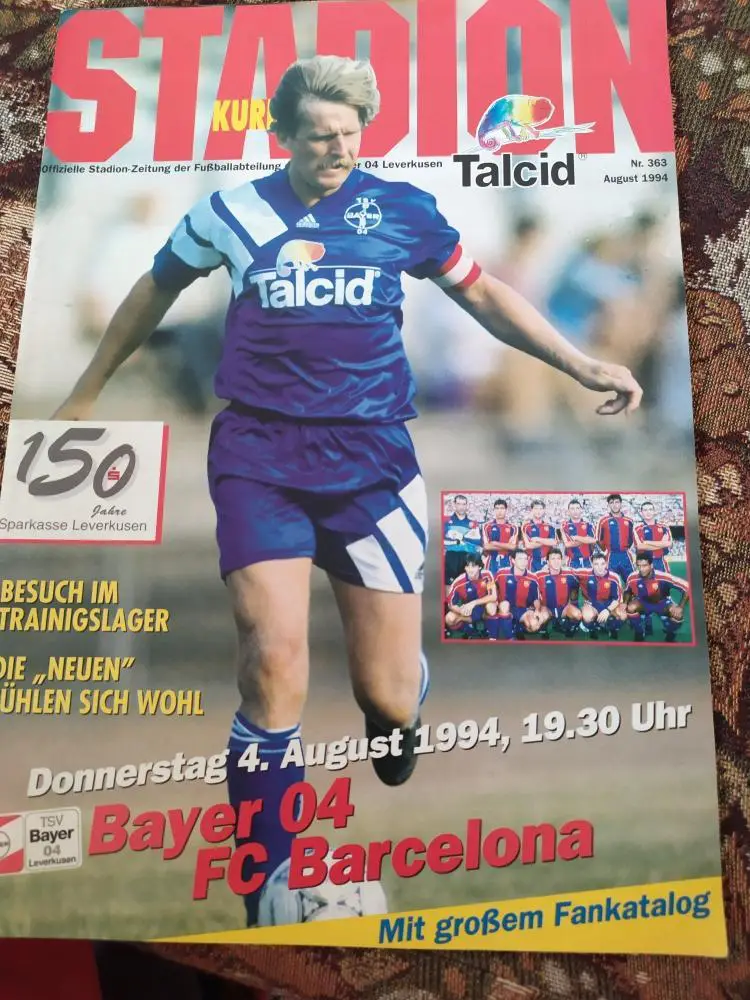 STADION
KUR
Offizielle Stadion-Zeitung der Fußballabteilung er 04 Leverkusen
Talcid®
Nr. 363
August 1994
TSV
BAYER
04
adidas
Talcid®
150
Jahre
Sparkasse Leverkusen
BESUCH IM
TRAINIGSLAGER
DIE „NEUEN”
ÜHLEN SICH WOHL
Donnerstag 4. August 1994, 19.30 Uhr
TSV
Bayer
04
Leverkusen
Bayer 04
FC Barcelona
Mit großem Fankatalog